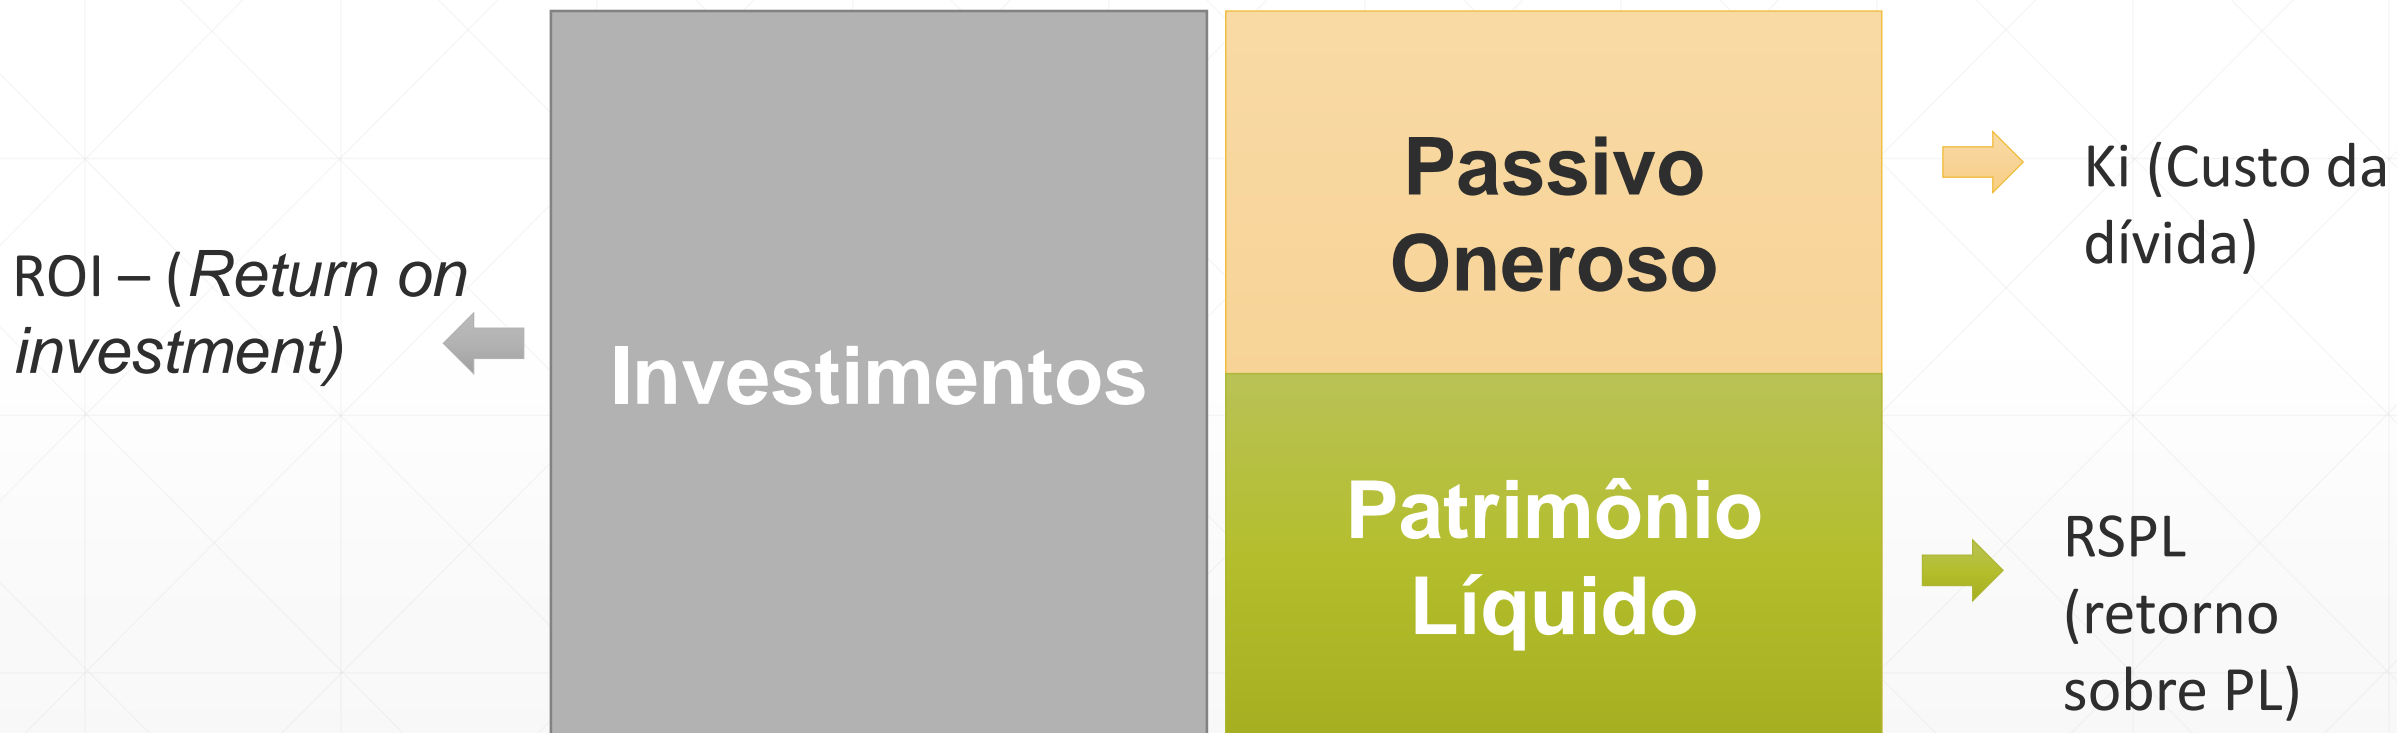 ROI – (Return on
investment)
Investimentos
Passivo
Oneroso
Patrimônio
Líquido
Ki (Custo da
dívida)
RSPL
(retorno
sobre PL)